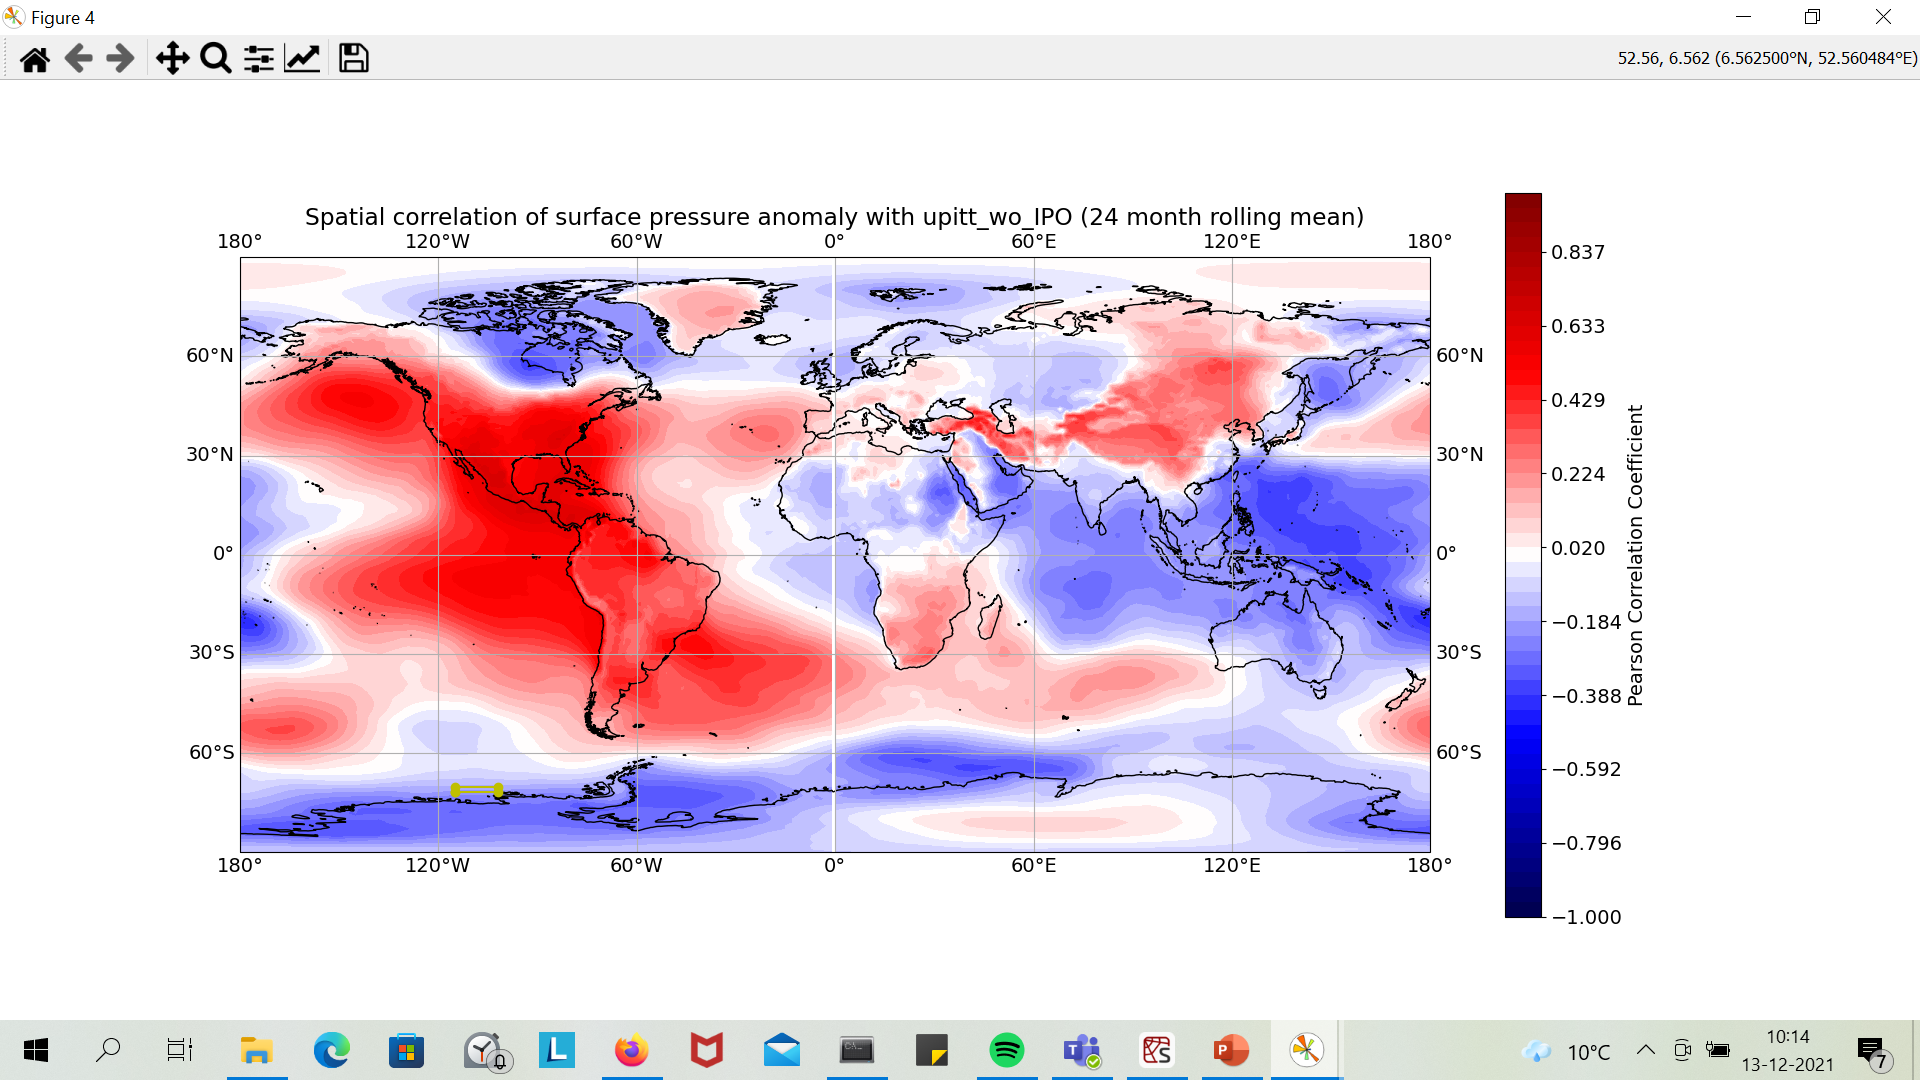 Figure 4
52.56, 6.562 (6.562500°N, 52.560484°E)
Spatial correlation of surface pressure anomaly with upitt_wo_IPO (24 month rolling mean)
180° 120°W 60°W 0° 60°E 120°E 180°
60°N 60°N
30°N 30°N
0° 0°
30°S 30°S
60°S 60°S
180° 120°W 60°W 0° 60°E 120°E 180°
0.837
0.633
0.429
0.224
0.020
−0.184
−0.388
−0.592
−0.796
−1.000
Pearson Correlation Coefficient
L
C:\_
T
P
10°C
10:14
13-12-2021
7